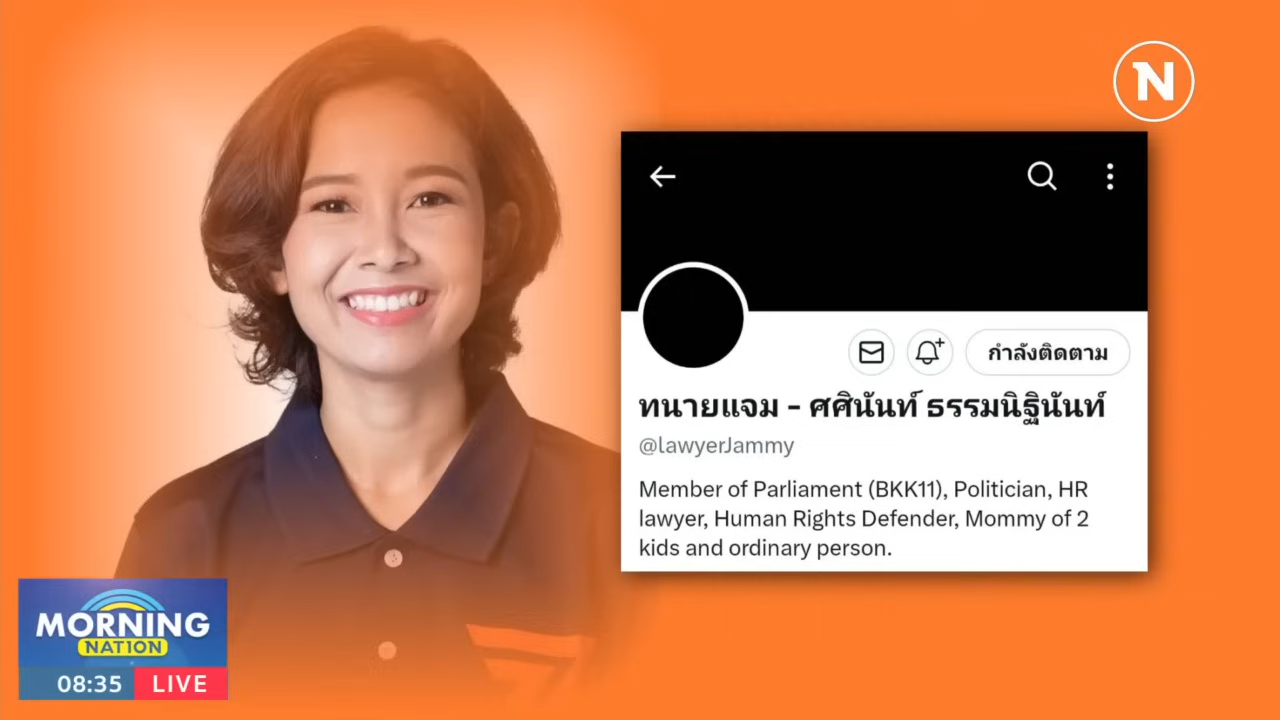 N
กำลังติดตาม
ทนายแจม - ศศินันท์ ธรรมนิฐินันท์
@lawyerJammy
Member of Parliament (BKK11), Politician, HR
lawyer, Human Rights Defender, Mommy of 2
kids and ordinary person.
MORNING
NATION
08:35 LIVE